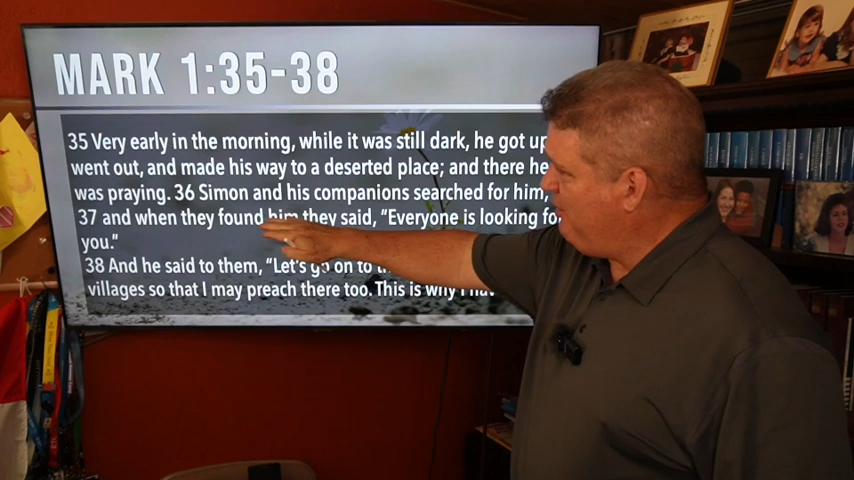 MARK 1:35-38
35 Very early in the morning, while it was still dark, he got up
went out, and made his way to a deserted place; and there he
was praying. 36 Simon and his companions searched for him,
37 and when they found him they said, “Everyone is looking for
you.”
38 And he said to them, “Let's go on to
villages so that I may preach there too. This is why I